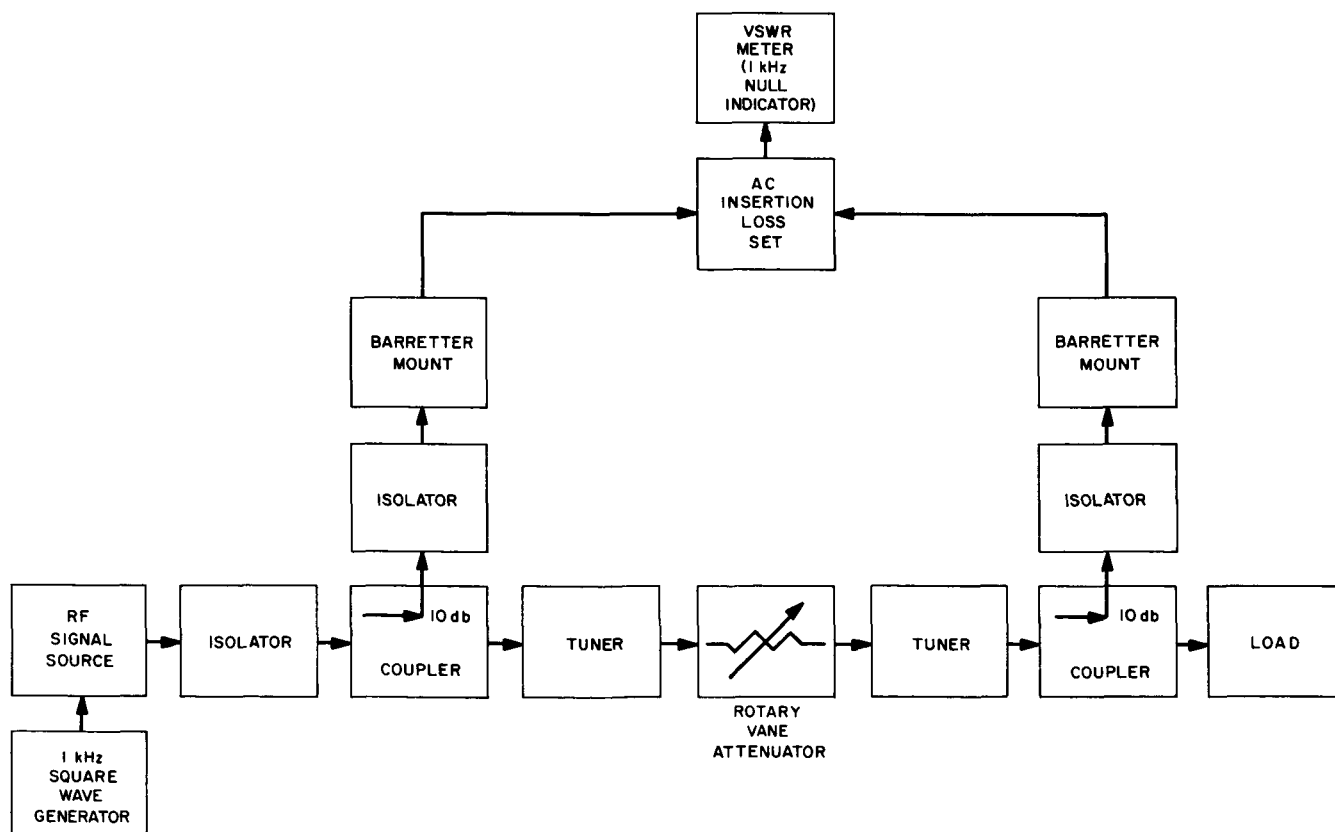 VSWR
METER
(1 kHz
NULL
INDICATOR)
AC
INSERTION
LOSS
SET
BARRETTER
MOUNT
BARRETTER
MOUNT
ISOLATOR
ISOLATOR
RF
SIGNAL
SOURCE
ISOLATOR
10 db
COUPLER
TUNER
ROTARY
VANE
ATTENUATOR
TUNER
10 db
COUPLER
LOAD
1 kHz
SQUARE
WAVE
GENERATOR